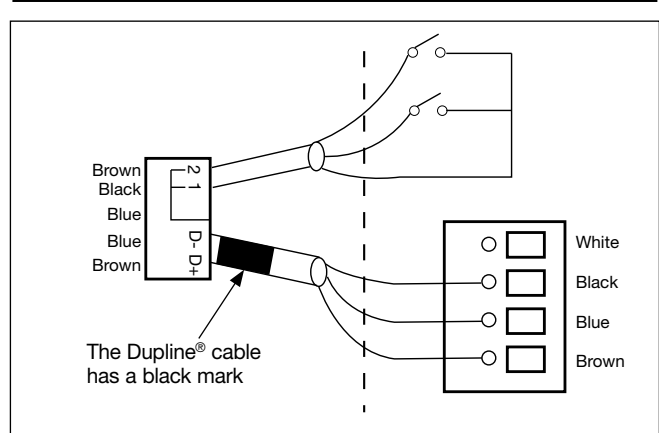 Brown
Black
Blue
Blue
Brown
2
1
D-
D+
The Dupline® cable
has a black mark
White
Black
Blue
Brown